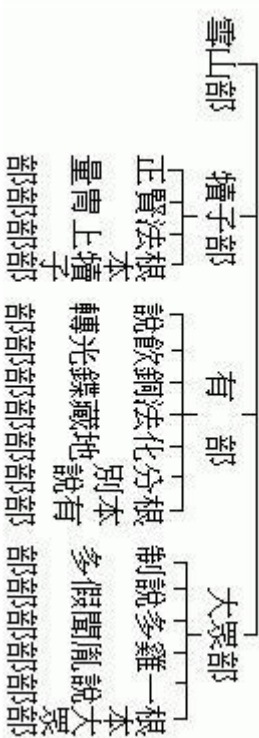 雪山部
犢子部
正量部
賢冑部
法上部
根本犢子部
有部
說轉部
飲光部
銅鍱部
法藏部
化地部
分別說部
根本有部
大眾部
制多部
說假部
多聞部
雞胤部
一說部
根本大眾部